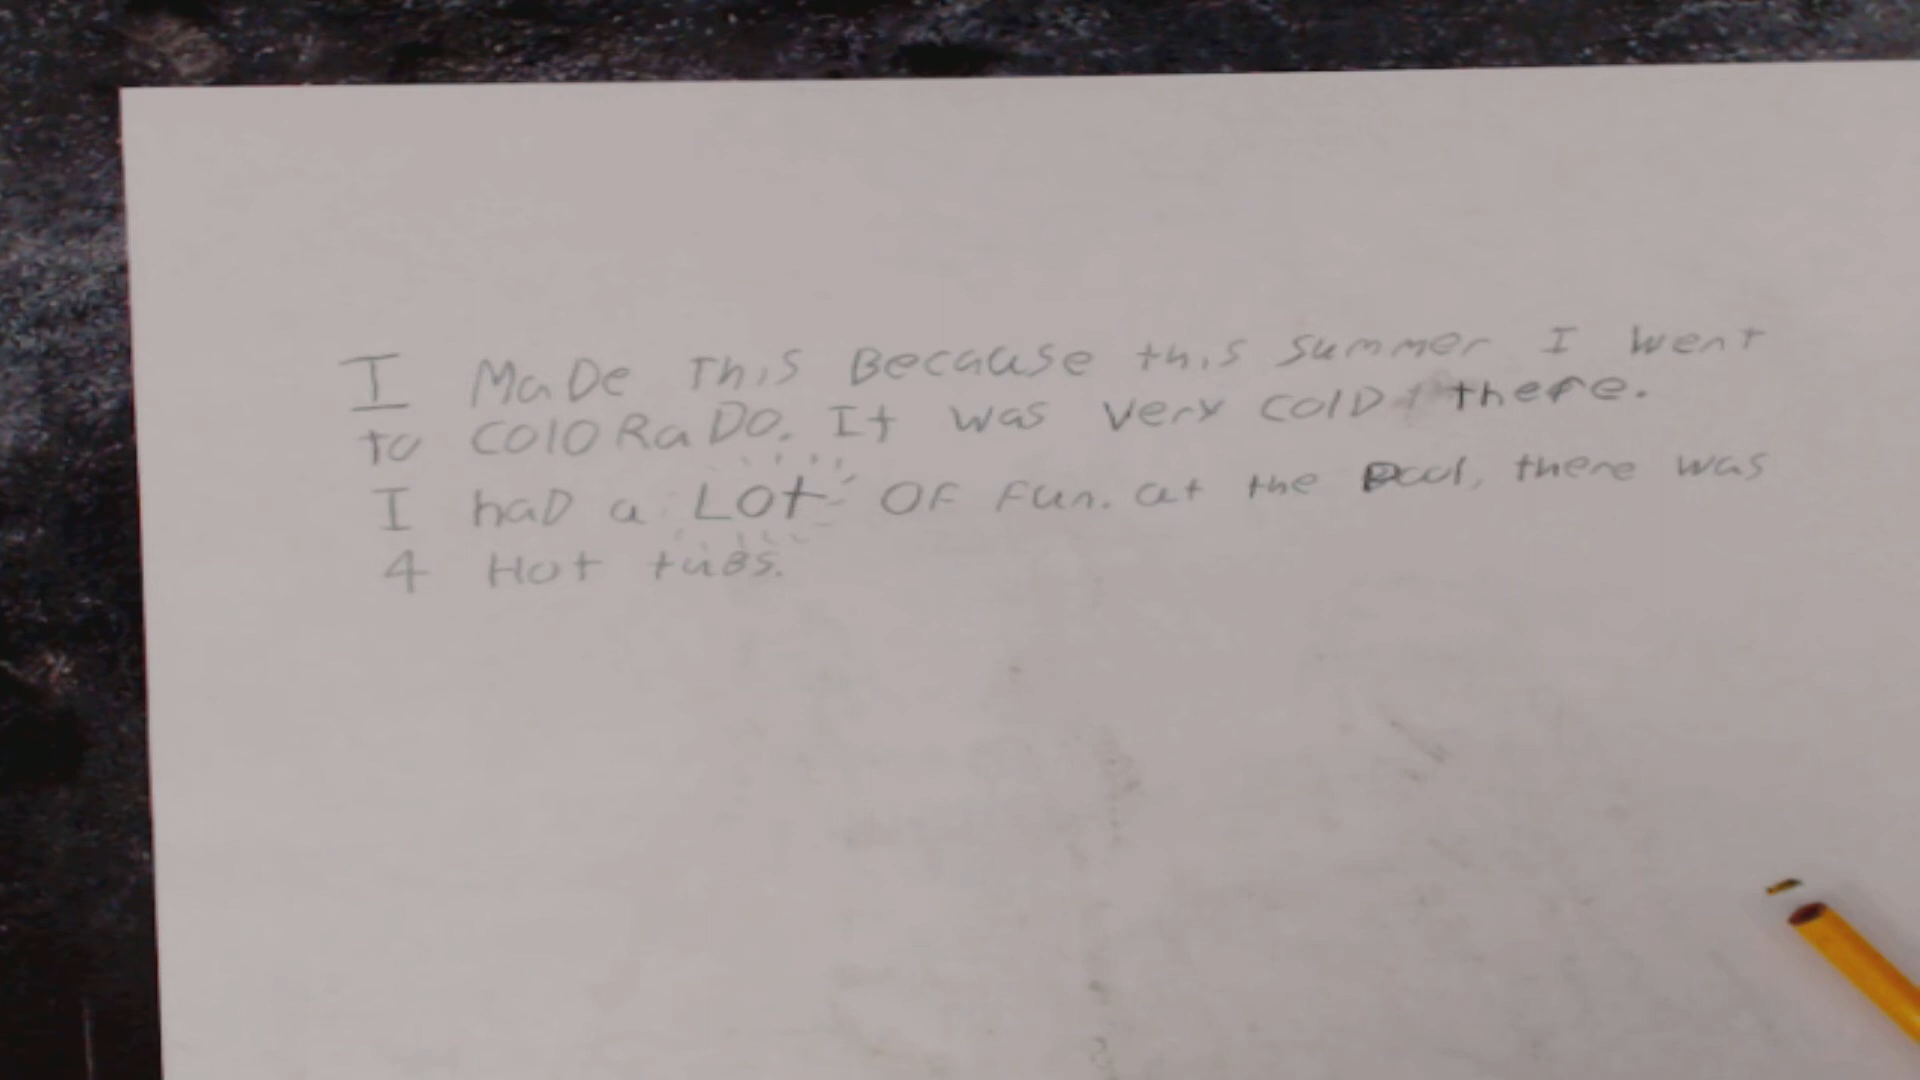 I MaDe This Because this summer I went
to ColORaDO. It was very colD there.
I haD a LOt OF Fun. at the Pool, there was
4 Hot tuBs.